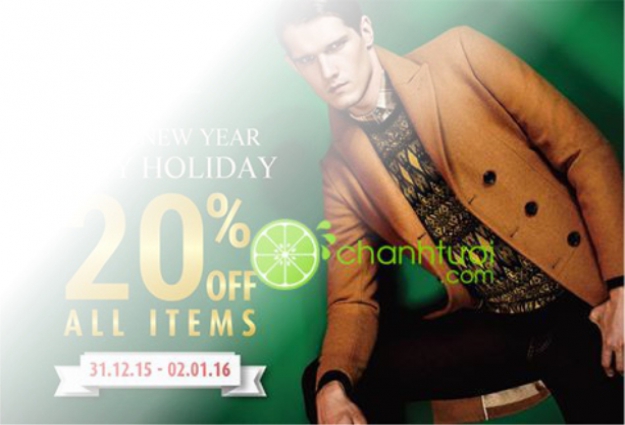 NEW YEAR
HOLIDAY
20% OFF
ALL ITEMS
31.12.15 - 02.01.16
chanhtuoi
.com